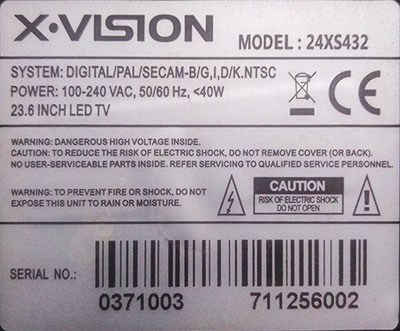 X·VISION
MODEL: 24XS432
SYSTEM: DIGITAL/PAL/SECAM-B/G,I,D/K.NTSC
POWER: 100-240 VAC, 50/60 Hz, <40W
23.6 INCH LED TV
WARNING: DANGEROUS HIGH VOLTAGE INSIDE.
CAUTION: TO REDUCE THE RISK OF ELECTRIC SHOCK, DO NOT REMOVE COVER (OR BACK).
NO USER-SERVICEABLE PARTS INSIDE. REFER SERVICING TO QUALIFIED SERVICE PERSONNEL.
WARNING: TO PREVENT FIRE OR SHOCK, DO NOT
EXPOSE THIS UNIT TO RAIN OR MOISTURE.
CAUTION
RISK OF ELECTRIC SHOCK
DO NOT OPEN
!
CE
SERIAL NO.:
0371003 711256002